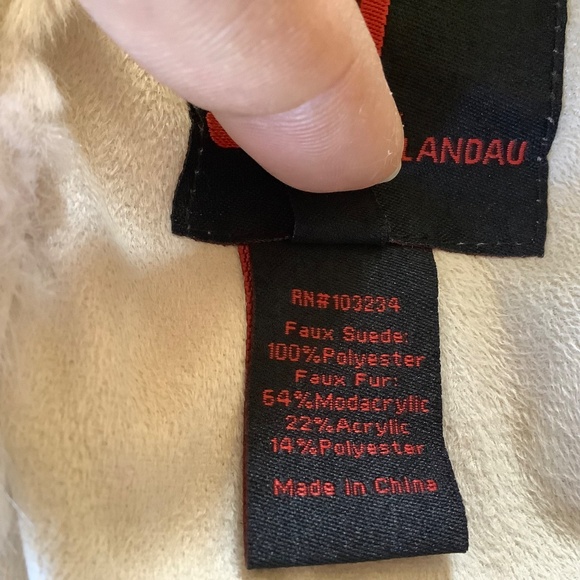 LANDAU
RN#103234
Faux Suede:
100%Polyester
Faux Fur:
64%Modacrylic
22%Acrylic
14%Polyester
Made in China